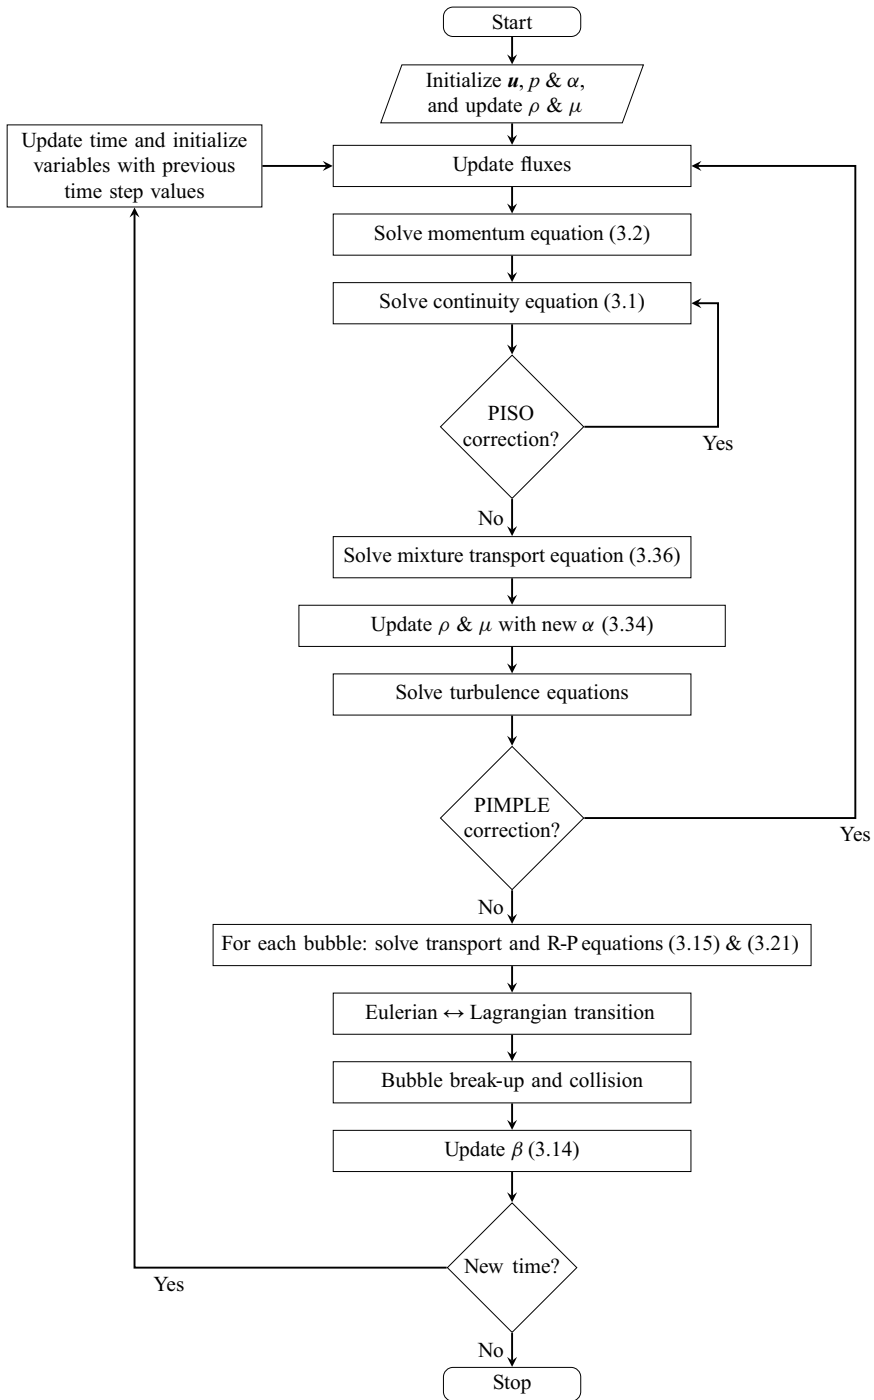 Start
Initialize u, p & α,
and update ρ & μ
Update time and initialize
variables with previous
time step values
Update fluxes
Solve momentum equation (3.2)
Solve continuity equation (3.1)
PISO
correction?
Yes
No
Solve mixture transport equation (3.36)
Update ρ & μ with new α (3.34)
Solve turbulence equations
PIMPLE
correction?
Yes
No
For each bubble: solve transport and R-P equations (3.15) & (3.21)
Eulerian ↔ Lagrangian transition
Bubble break-up and collision
Update β (3.14)
New time?
Yes
No
Stop